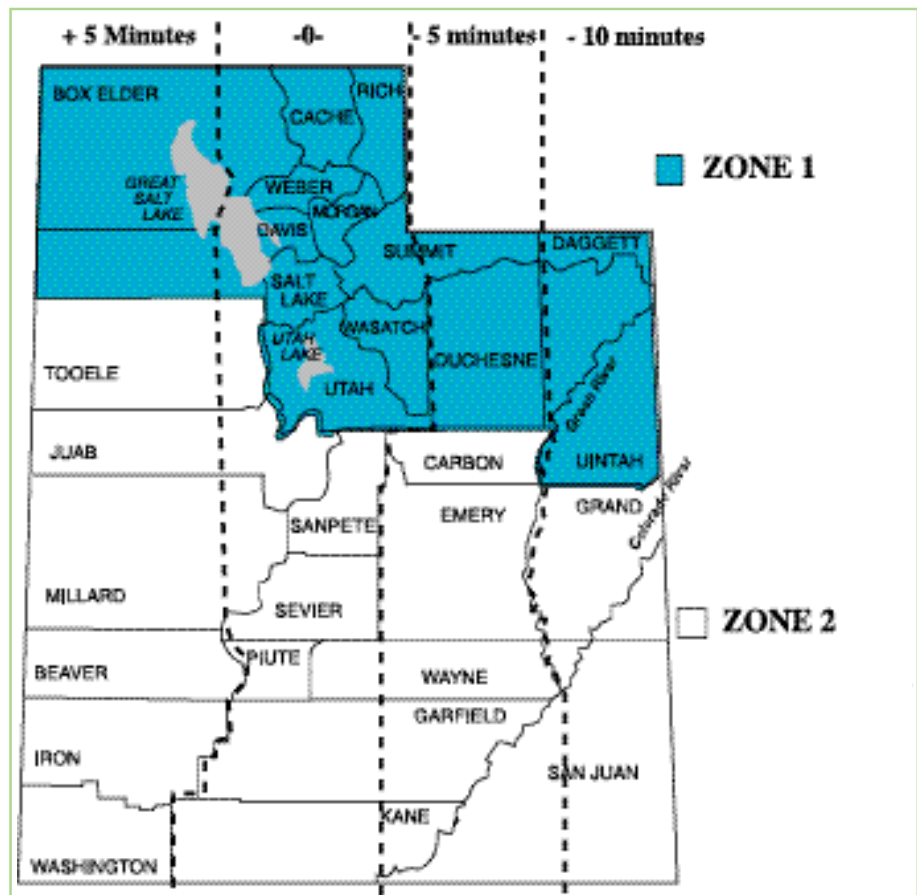 + 5 Minutes -0- - 5 minutes - 10 minutes
BOX ELDER
RICH
CACHE
ZONE 1
GREAT
SALT
LAKE
WEBER
MORGAN
DAVIS
SUMMIT
DAGGETT
SALT
LAKE
WASATCH
UTAH
LAKE
DUCHESNE
UTAH
TOOELE
Green River
JUAB
CARBON
UINTAH
GRAND
EMERY
Colorado River
SANPETE
MILLARD
SEVIER
ZONE 2
PIUTE
BEAVER
WAYNE
GARFIELD
IRON
SAN JUAN
KANE
WASHINGTON